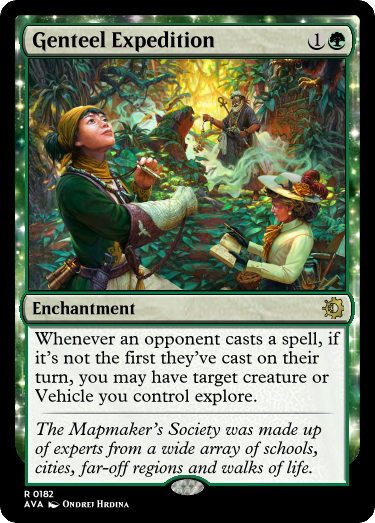 Genteel Expedition 1
Enchantment
Whenever an opponent casts a spell, if
it's not the first they've cast on their
turn, you may have target creature or
Vehicle you control explore.
The Mapmaker's Society was made up
of experts from a wide array of schools,
cities, far-off regions and walks of life.
R 0182
AVA Ondrej Hrdina